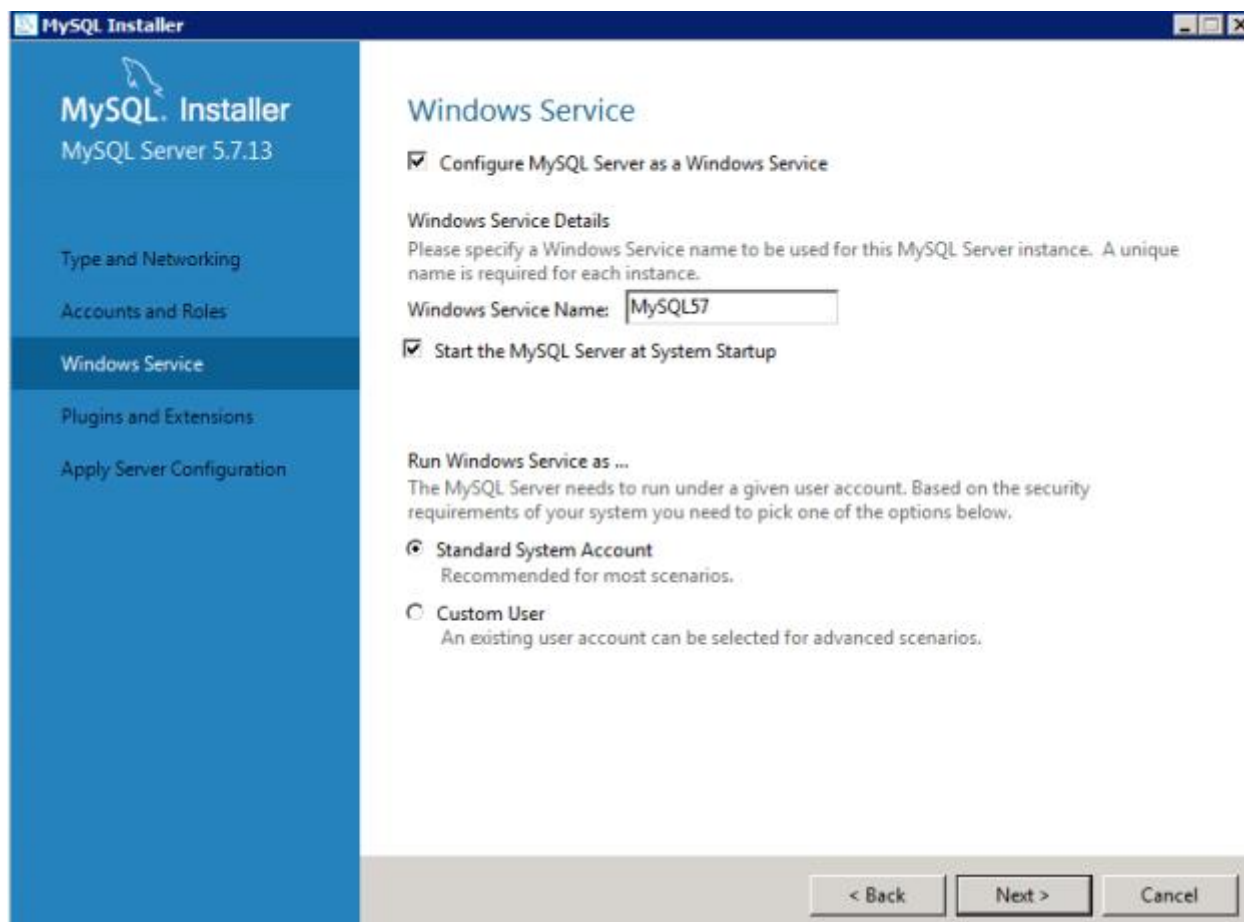 MySQL Installer
MySQL. Installer
MySQL Server 5.7.13
Type and Networking
Accounts and Roles
Windows Service
Plugins and Extensions
Apply Server Configuration
Windows Service
Configure MySQL Server as a Windows Service
Windows Service Details
Please specify a Windows Service name to be used for this MySQL Server instance. A unique
name is required for each instance.
Windows Service Name: MySQL57
Start the MySQL Server at System Startup
Run Windows Service as ...
The MySQL Server needs to run under a given user account. Based on the security
requirements of your system you need to pick one of the options below.
Standard System Account
Recommended for most scenarios.
Custom User
An existing user account can be selected for advanced scenarios.
< Back Next > Cancel